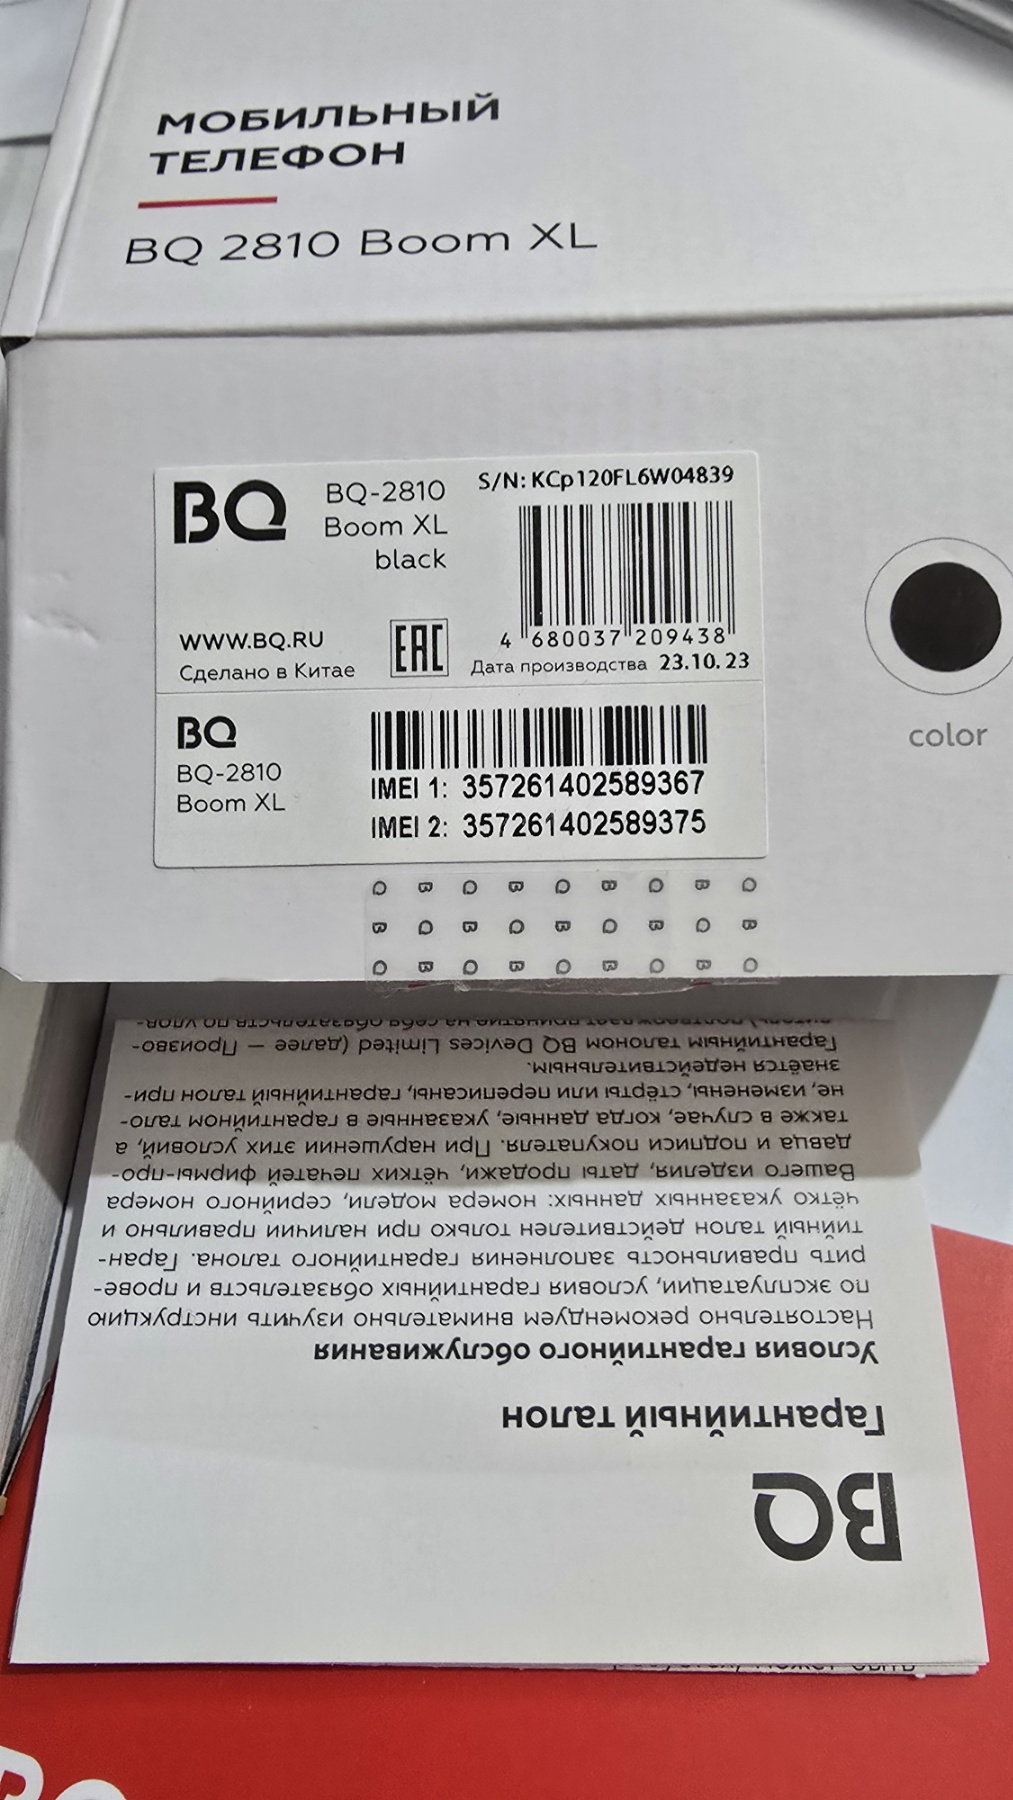 МОБИЛЬНЫЙ
ТЕЛЕФОН
BQ 2810 Boom XL
BQ
BQ-2810
Boom XL
black
S/N: KCp120FL6W04839
4 680037 209438
WWW.BQ.RU
Сделано в Китае
EAC
Дата производства 23.10.23
color
BQ
BQ-2810
Boom XL
IMEI 1: 357261402589367
IMEI 2: 357261402589375
Q B Q B Q B Q B Q
B Q B Q B Q B Q B
Q B Q B Q B Q B Q
BQ
Гарантийный талон
Условия гарантийного обслуживания
Настоятельно рекомендуем внимательно изучить инструкцию
по эксплуатации, условия гарантийных обязательств и прове-
рить правильность заполнения гарантийного талона. Гаран-
тийный талон действителен только при наличии правильно и
чётко указанных данных: номера модели, серийного номера
Вашего изделия, даты продажи, чётких печатей фирмы-про-
давца и подписи покупателя. При нарушении этих условий, а
также в случае, когда данные, указанные в гарантийном тало-
не, изменены, стёрты или переписаны, гарантийный талон при-
знаётся недействительным.
Гарантийным талоном BQ Devices Limited (далее — Произво-
дитель) подтверждает принятие на себя обязательств по удов-
может быть
BQ